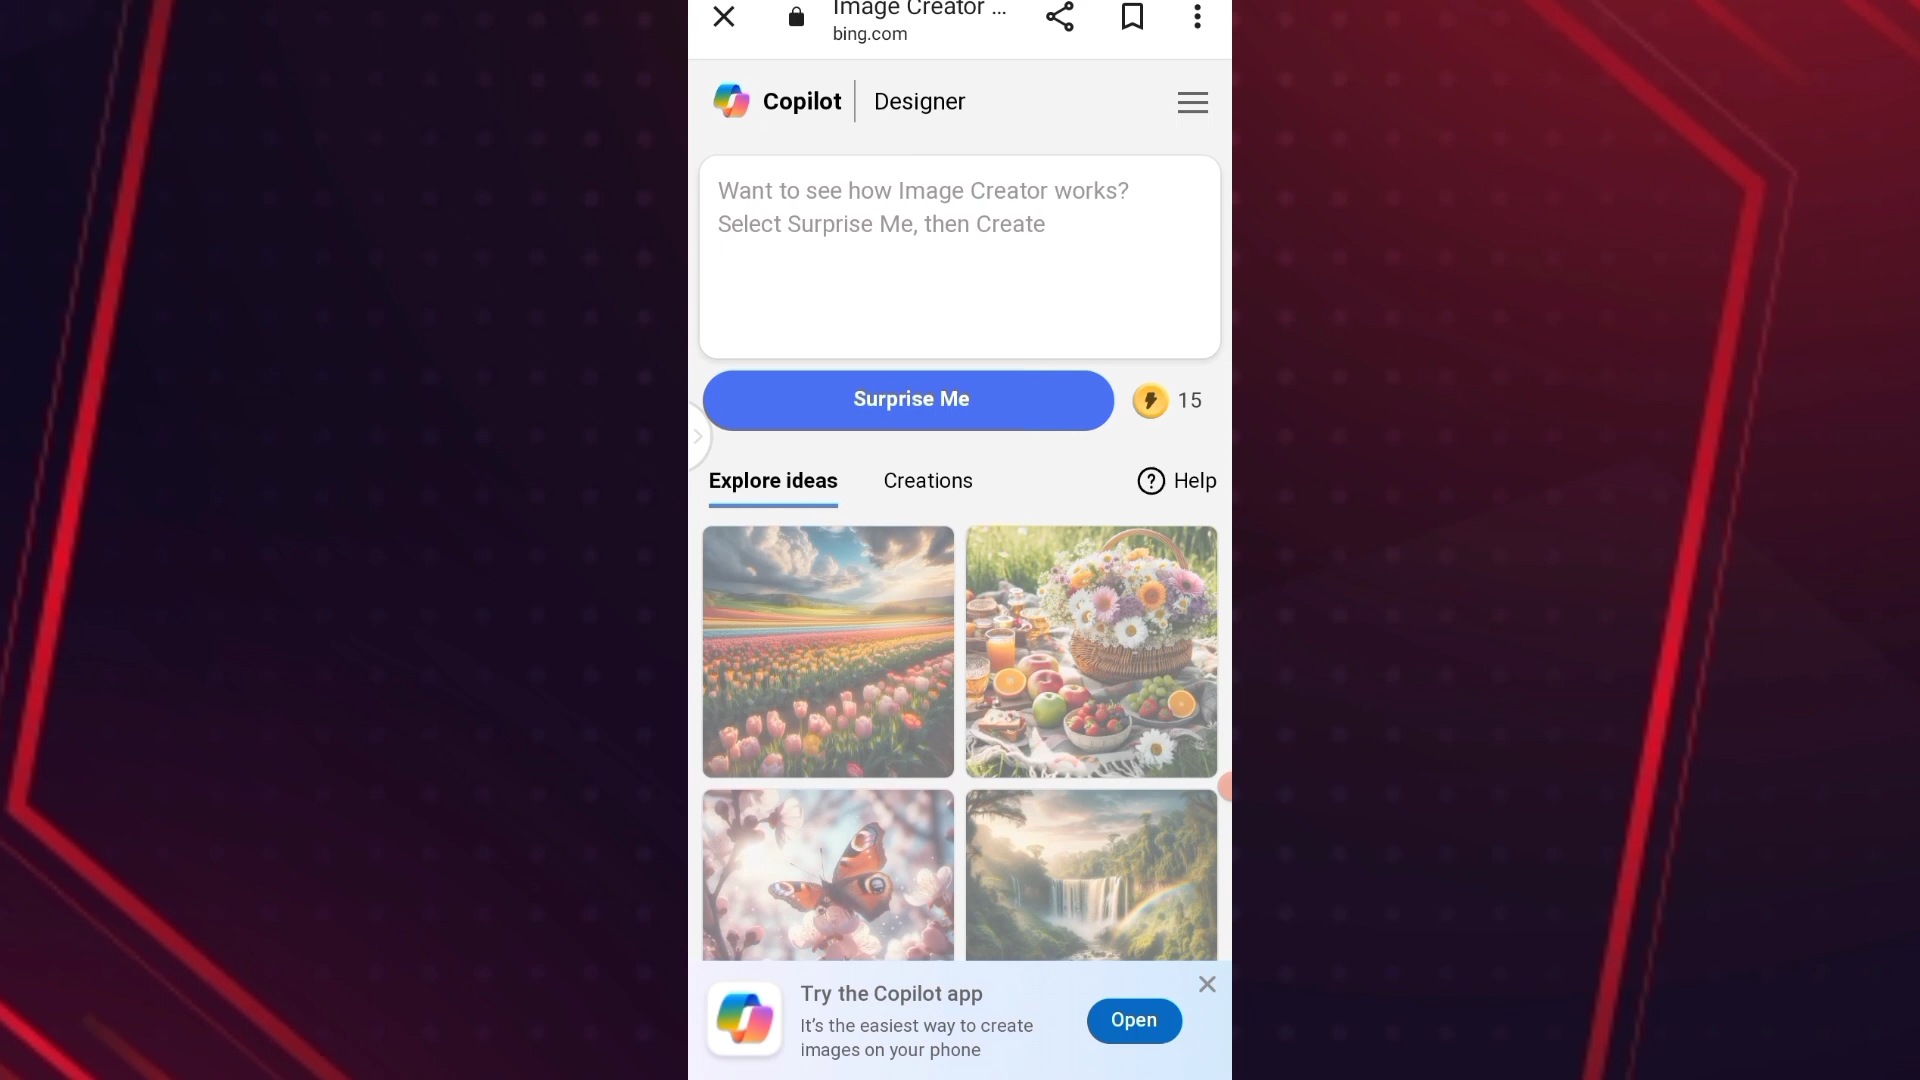 Image Creator ...
bing.com
Copilot | Designer
Want to see how Image Creator works?
Select Surprise Me, then Create
Surprise Me
15
Explore ideas
Creations
Help
Try the Copilot app
It's the easiest way to create
images on your phone
Open